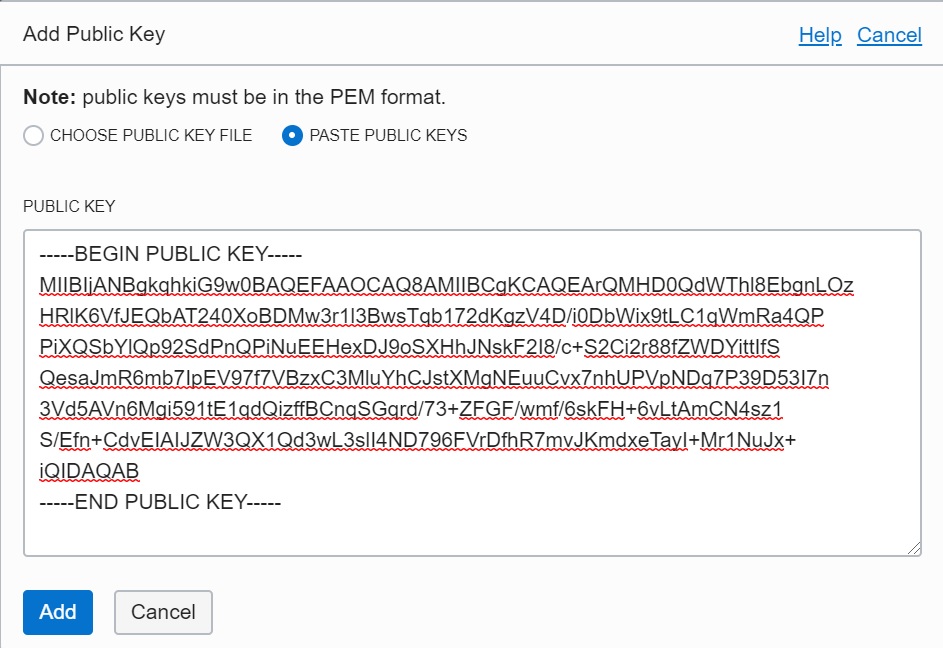 Add Public Key
Help Cancel
Note: public keys must be in the PEM format.
CHOOSE PUBLIC KEY FILE PASTE PUBLIC KEYS
PUBLIC KEY
-----BEGIN PUBLIC KEY-----
MIIBIjANBgkqhkiG9w0BAQEFAAOCAQ8AMIIBCgKCAQEArQMHD0QdWThl8EbgnLOz
HRIK6VfJEQbAT240XoBDMw3r1I3BwsTqb172dKgzV4D/i0DbWix9tLC1qWmRa4QP
PiXQSbYlQp92SdPnQPiNuEEHexDJ9oSXHhJNskF2I8/c+S2Ci2r88fZWDYittIfS
QesaJmR6mb7IpEV97f7VBzxC3MluYhCJstXMgNEuuCvx7nhUPVpNDq7P39D53I7n
3Vd5AVn6Mgi591tE1qdQizffBCnqSGqrd/73+ZFGF/wmf/6skFH+6vLtAmCN4sz1
S/Efn+CdvEIAIJZW3QX1Qd3wL3slI4ND796FVrDfhR7mvJKmdxeTayI+Mr1NuJx+
iQIDAQAB
-----END PUBLIC KEY-----
Add Cancel